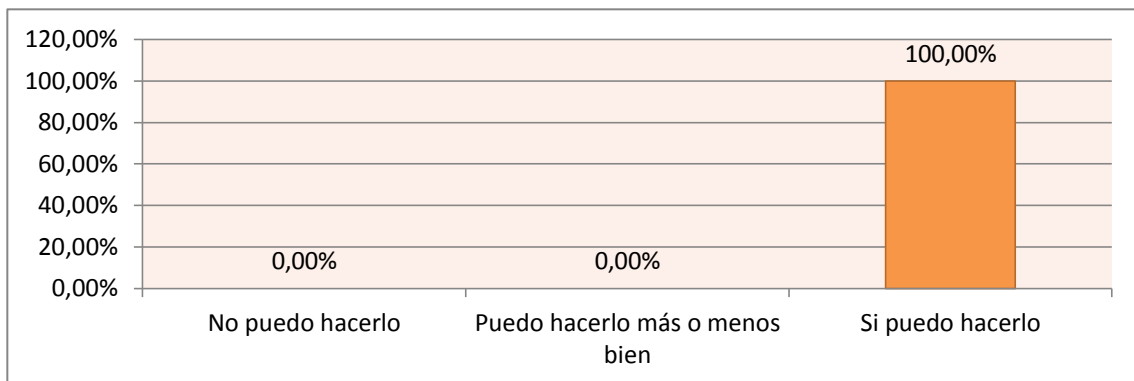 120,00%
100,00%
80,00%
60,00%
40,00%
20,00%
0,00%
0,00%
0,00%
100,00%
No puedo hacerlo
Puedo hacerlo más o menos
bien
Si puedo hacerlo